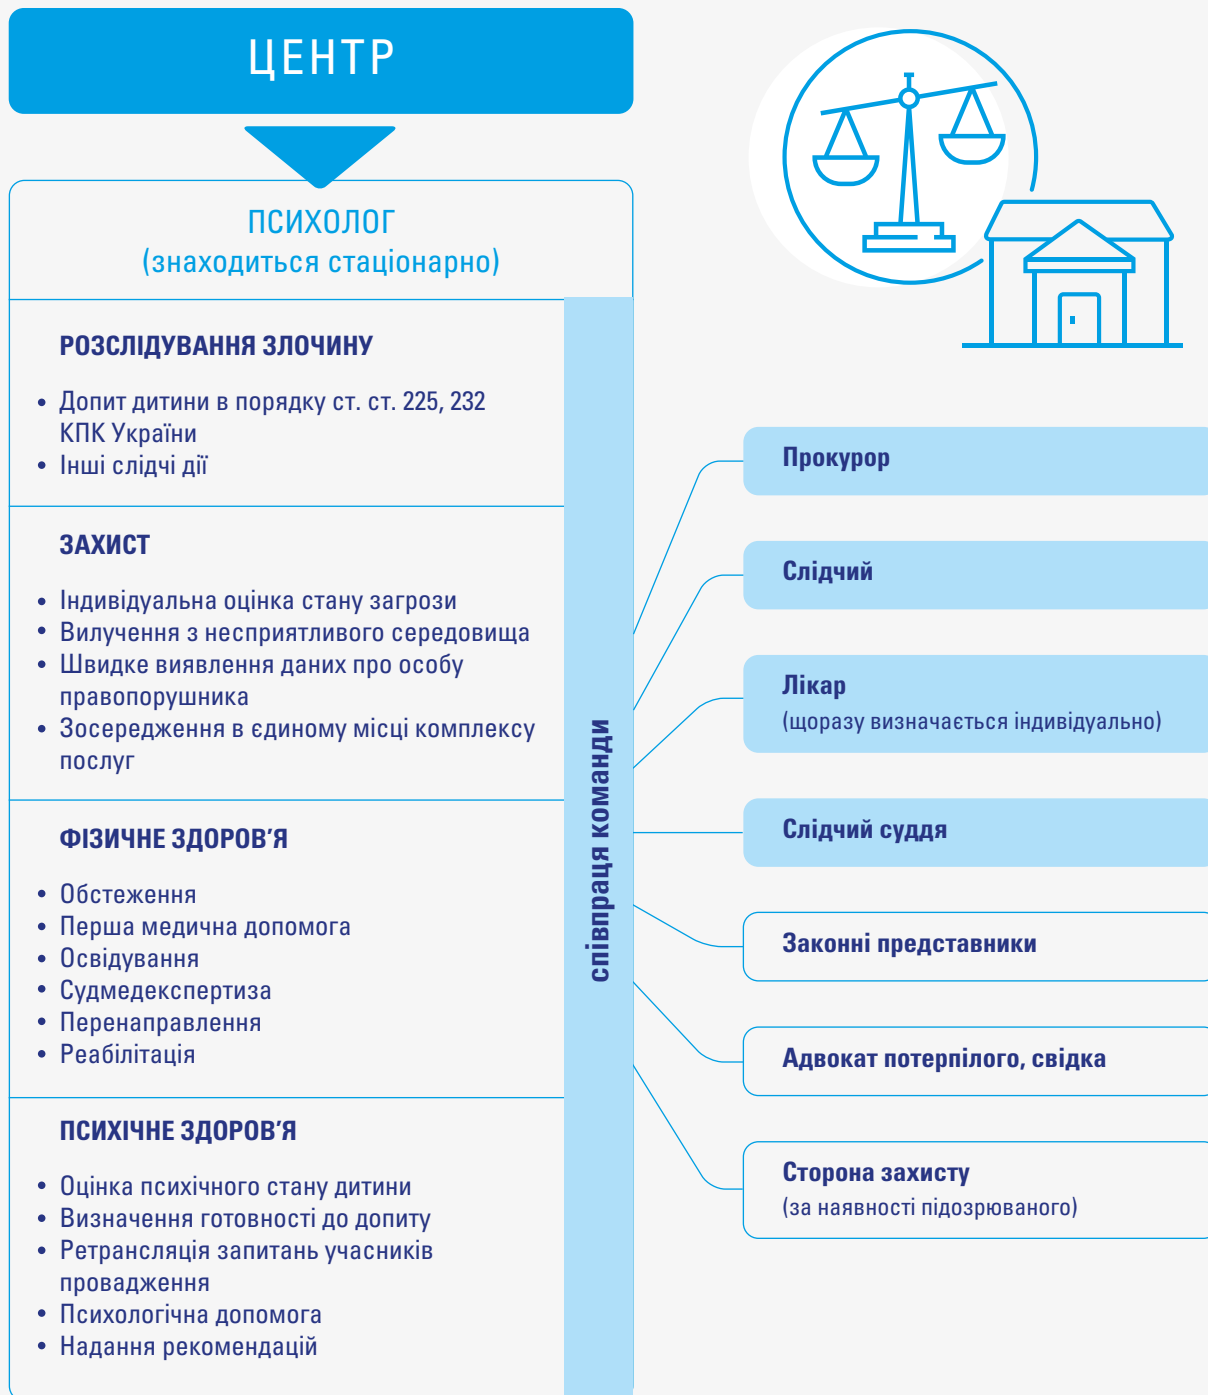 ЦЕНТР
ПСИХОЛОГ
(знаходиться стаціонарно)
РОЗСЛІДУВАННЯ ЗЛОЧИНУ
• Допит дитини в порядку ст. ст. 225, 232
КПК України
• Інші слідчі дії
ЗАХИСТ
• Індивідуальна оцінка стану загрози
• Вилучення з несприятливого середовища
• Швидке виявлення даних про особу
правопорушника
• Зосередження в єдиному місці комплексу
послуг
ФІЗИЧНЕ ЗДОРОВ’Я
• Обстеження
• Перша медична допомога
• Освідування
• Судмедекспертиза
• Перенаправлення
• Реабілітація
ПСИХІЧНЕ ЗДОРОВ’Я
• Оцінка психічного стану дитини
• Визначення готовності до допиту
• Ретрансляція запитань учасників
провадження
• Психологічна допомога
• Надання рекомендацій
співпраця команди
Прокурор
Слідчий
Лікар
(щоразу визначається індивідуально)
Слідчий суддя
Законні представники
Адвокат потерпілого, свідка
Сторона захисту
(за наявності підозрюваного)